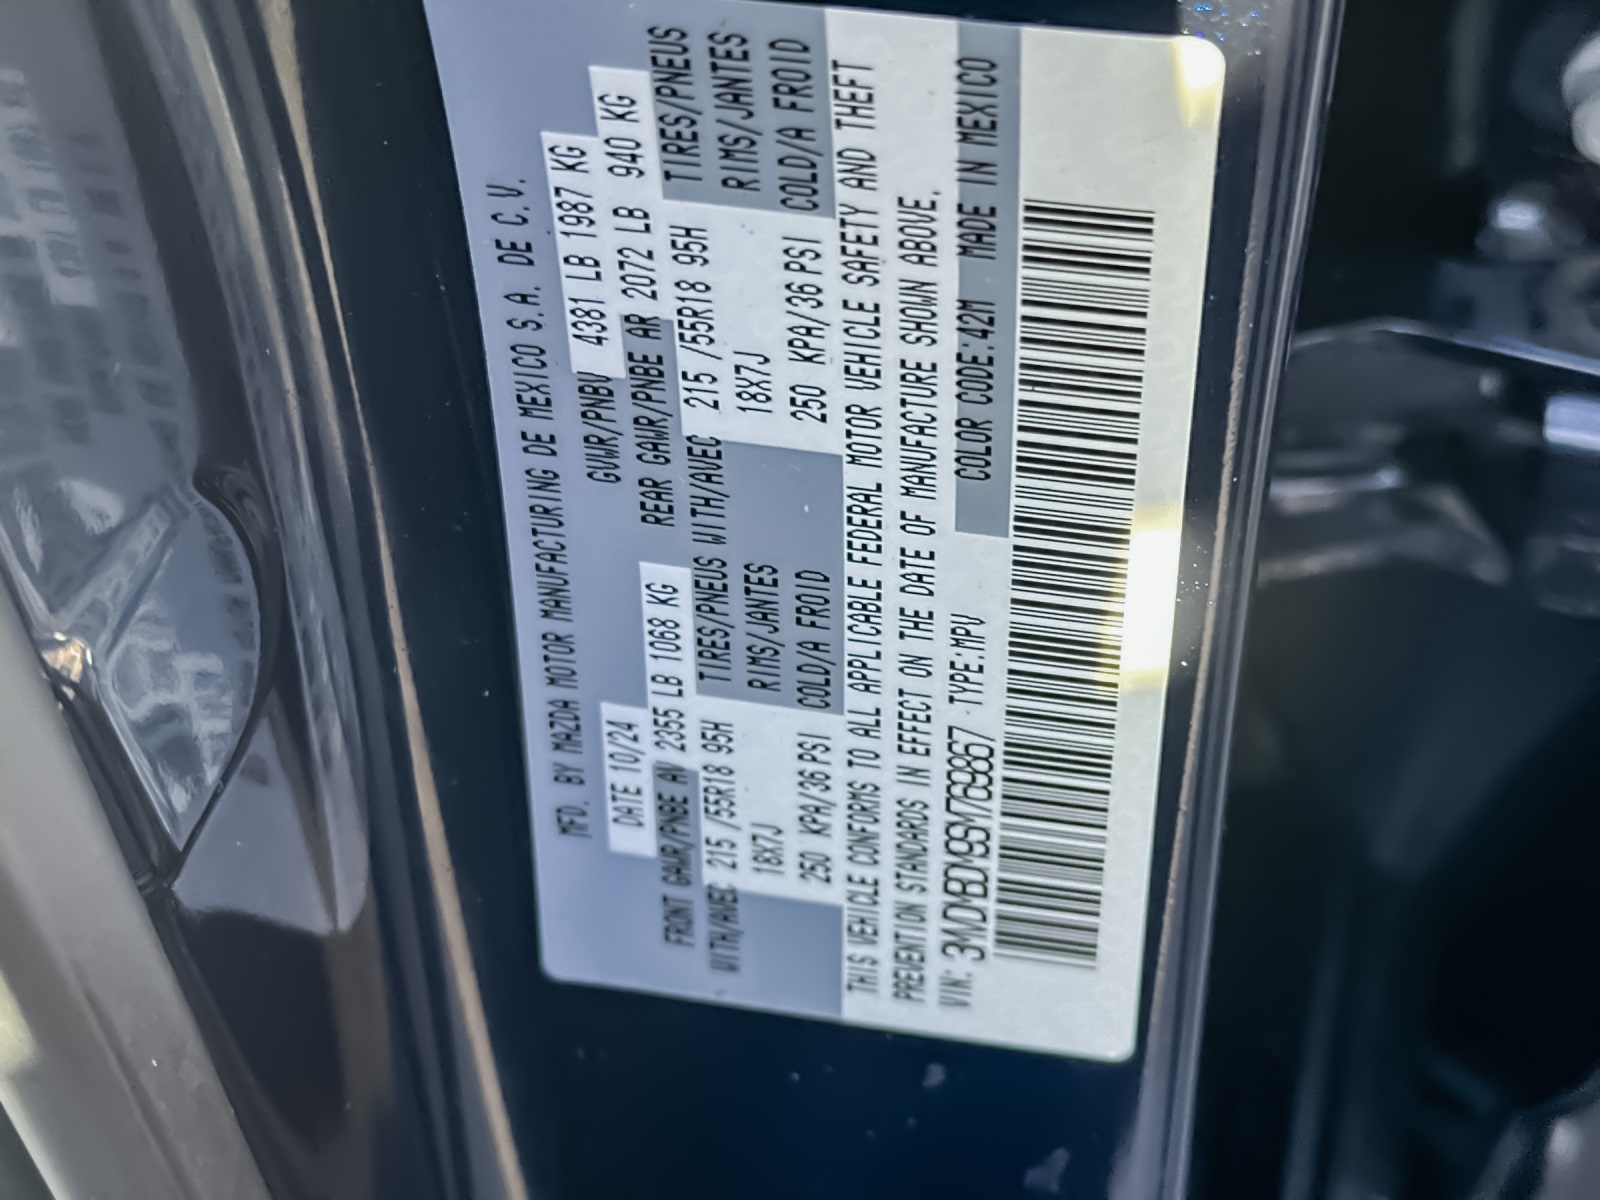 MFD. BY MAZDA MOTOR MANUFACTURING DE MEXICO S.A. DE C.V.
DATE 10/24 GVWR/PNBV 4381 LB 1987 KG
FRONT GAWR/PNBE AV 2355 LB 1068 KG REAR GAWR/PNBE AR 2072 LB 940 KG
WITH/AVEC 215 /55R18 95H TIRES/PNEUS WITH/AVEC 215 /55R18 95H TIRES/PNEUS
18X7J RIMS/JANTES 18X7J RIMS/JANTES
250 KPA/36 PSI COLD/A FROID 250 KPA/36 PSI COLD/A FROID
THIS VEHICLE CONFORMS TO ALL APPLICABLE FEDERAL MOTOR VEHICLE SAFETY AND THEFT
PREVENTION STANDARDS IN EFFECT ON THE DATE OF MANUFACTURE SHOWN ABOVE.
VIN: 3MVDMBDM9SM769867 TYPE:MPV COLOR CODE:42M MADE IN MEXICO